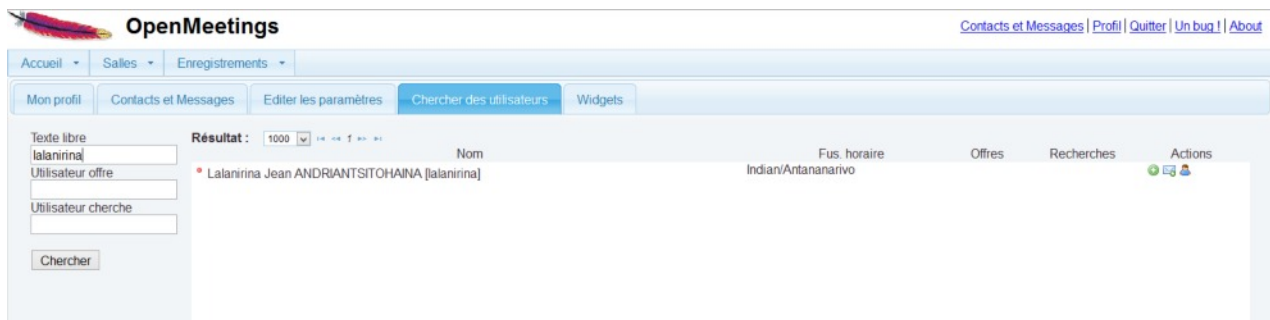 OpenMeetings
Contacts et Messages | Profil | Quitter | Un bug ! | About
Accueil Salles Enregistrements
Mon profil Contacts et Messages Editer les paramètres Chercher des utilisateurs Widgets
Texte libre
lalanirina
Utilisateur offre
Utilisateur cherche
Chercher
Résultat : 1000 1
Nom Fus. horaire Offres Recherches Actions
Lalanirina Jean ANDRIANTSITOHAINA [lalanirina] Indian/Antananarivo